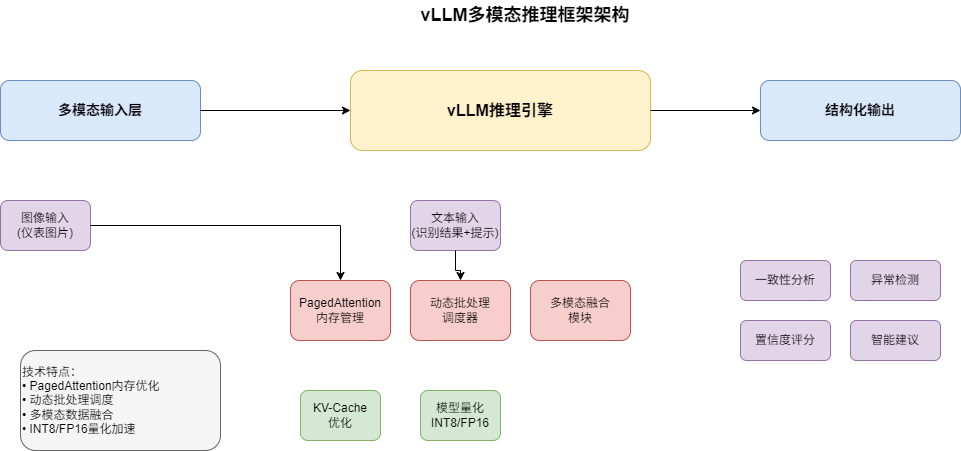 vLLM多模态推理框架架构
多模态输入层
vLLM推理引擎
结构化输出
图像输入
(仪表图片)
文本输入
(识别结果+提示)
PagedAttention
内存管理
动态批处理
调度器
多模态融合
模块
一致性分析
异常检测
置信度评分
智能建议
技术特点：
• PagedAttention内存优化
• 动态批处理调度
• 多模态数据融合
• INT8/FP16量化加速
KV-Cache
优化
模型量化
INT8/FP16